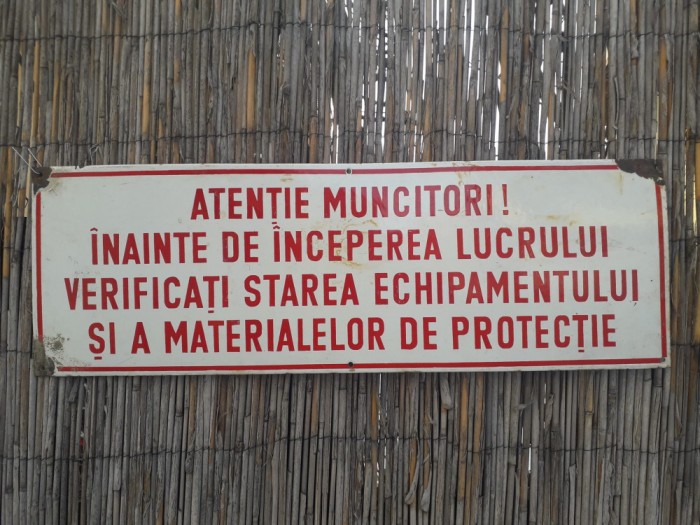 ATENȚIE MUNCITORI!
ÎNAINTE DE ÎNCEPEREA LUCRULUI
VERIFICAȚI STAREA ECHIPAMENTULUI
ȘI A MATERIALELOR DE PROTECȚIE